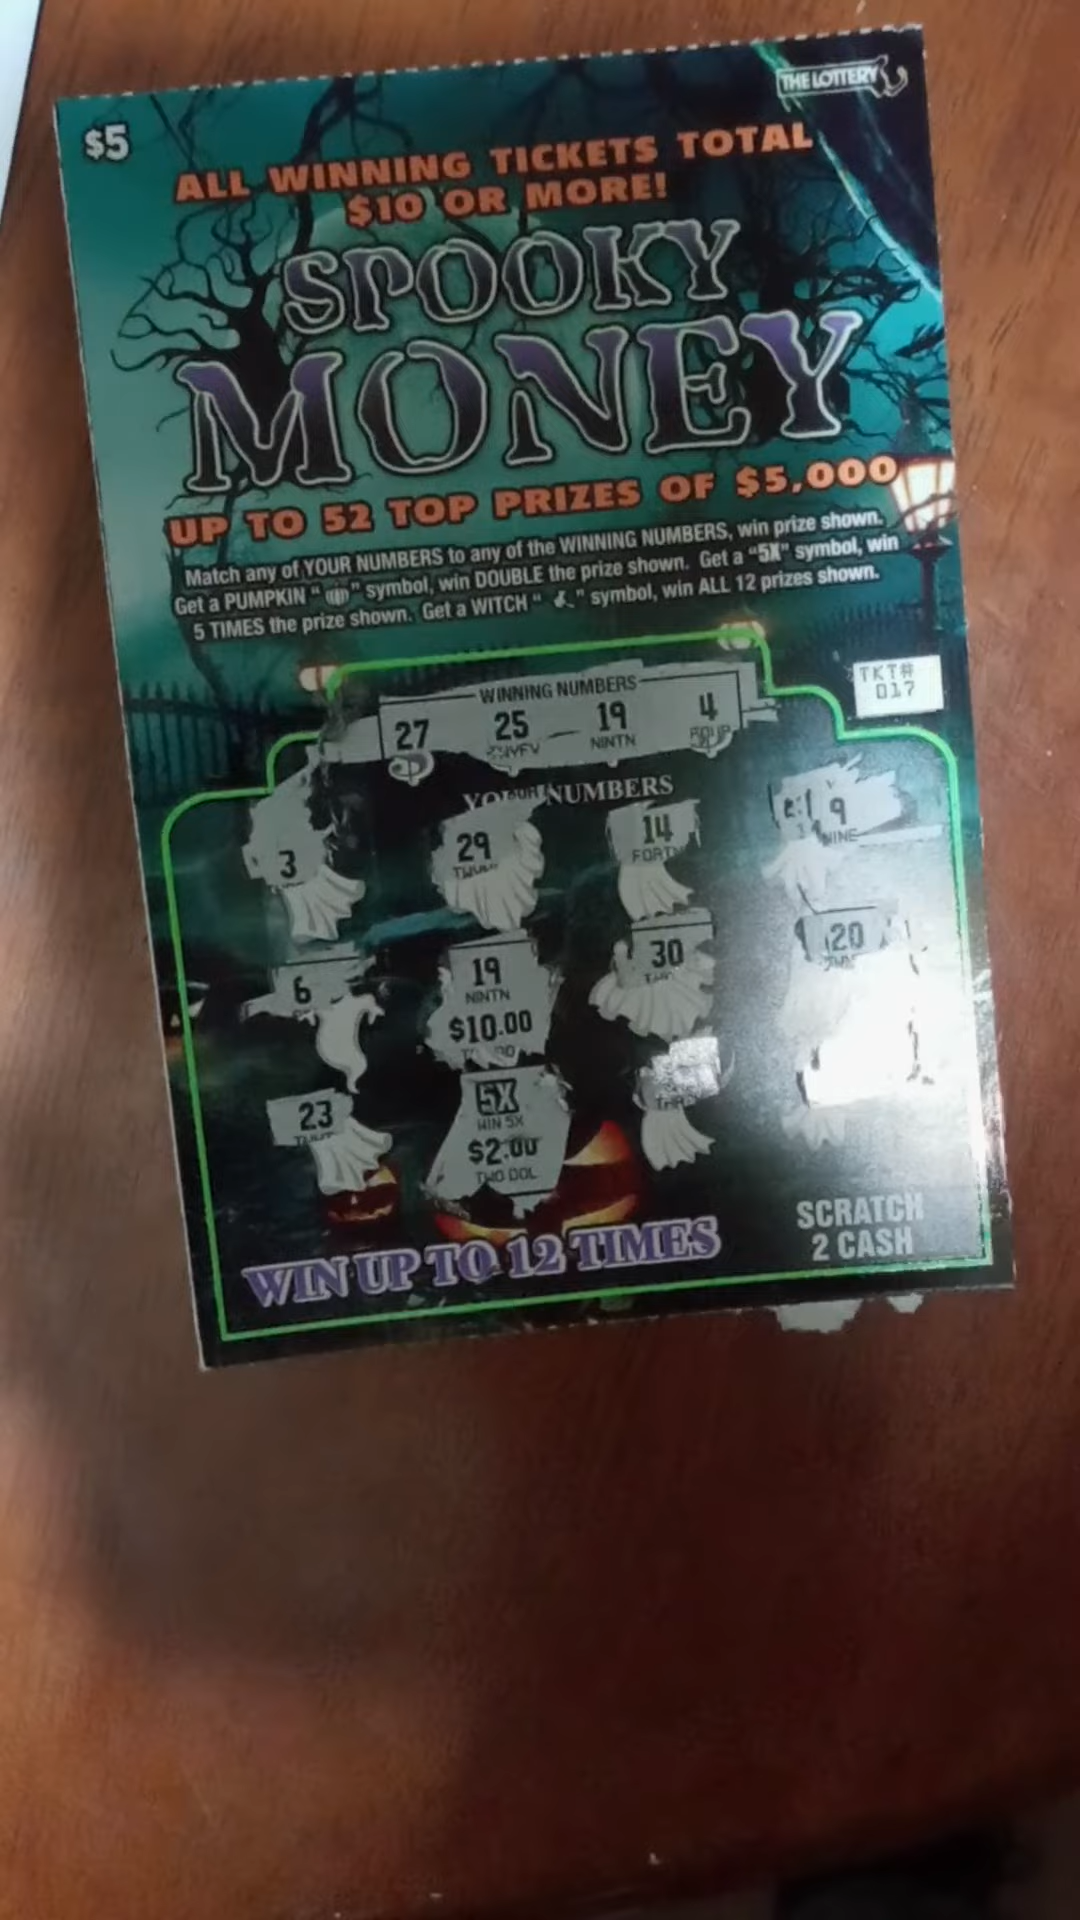 THE LOTTERY
$5
ALL WINNING TICKETS TOTAL
$10 OR MORE!
SPOOKY
MONEY
UP TO 52 TOP PRIZES OF $5,000
Match any of YOUR NUMBERS to any of the WINNING NUMBERS, win prize shown.
Get a PUMPKIN " " symbol, win DOUBLE the prize shown. Get a "5X" symbol, win
5 TIMES the prize shown. Get a WITCH " " symbol, win ALL 12 prizes shown.
TKT#
017
WINNING NUMBERS
27 25 19 4
NINTN
YOUR NUMBERS
3 29 14 9
NINE
6 19 30 20
NINTN
$10.00
23 5X
WIN 5X
$2.00
TWO DOL
WIN UP TO 12 TIMES
SCRATCH
2 CASH